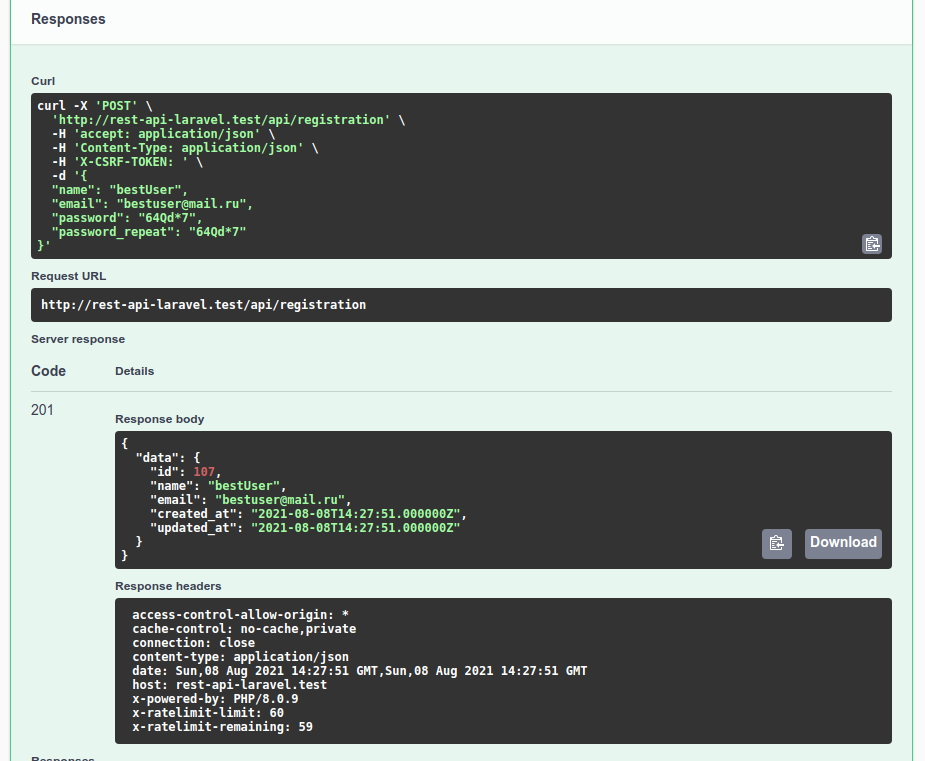 Responses
Curl
curl -X 'POST' \
  'http://rest-api-laravel.test/api/registration' \
  -H 'accept: application/json' \
  -H 'Content-Type: application/json' \
  -H 'X-CSRF-TOKEN: ' \
  -d '{
  "name": "bestUser",
  "email": "bestuser@mail.ru",
  "password": "64Qd*7",
  "password_repeat": "64Qd*7"
}'
Request URL
http://rest-api-laravel.test/api/registration
Server response
Code Details
201
Response body
{
  "data": {
    "id": 107,
    "name": "bestUser",
    "email": "bestuser@mail.ru",
    "created_at": "2021-08-08T14:27:51.000000Z",
    "updated_at": "2021-08-08T14:27:51.000000Z"
  }
}
Download
Response headers
access-control-allow-origin: *
cache-control: no-cache,private
connection: close
content-type: application/json
date: Sun,08 Aug 2021 14:27:51 GMT,Sun,08 Aug 2021 14:27:51 GMT
host: rest-api-laravel.test
x-powered-by: PHP/8.0.9
x-ratelimit-limit: 60
x-ratelimit-remaining: 59
Responses